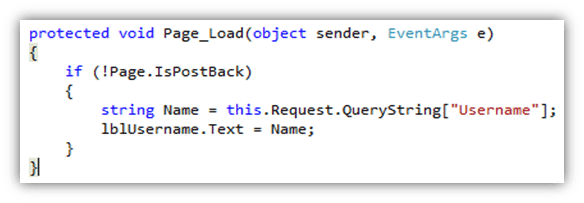 protected void Page_Load(object sender, EventArgs e)
{
    if (!Page.IsPostBack)
    {
        string Name = this.Request.QueryString["Username"];
        lblUsername.Text = Name;
    }
}